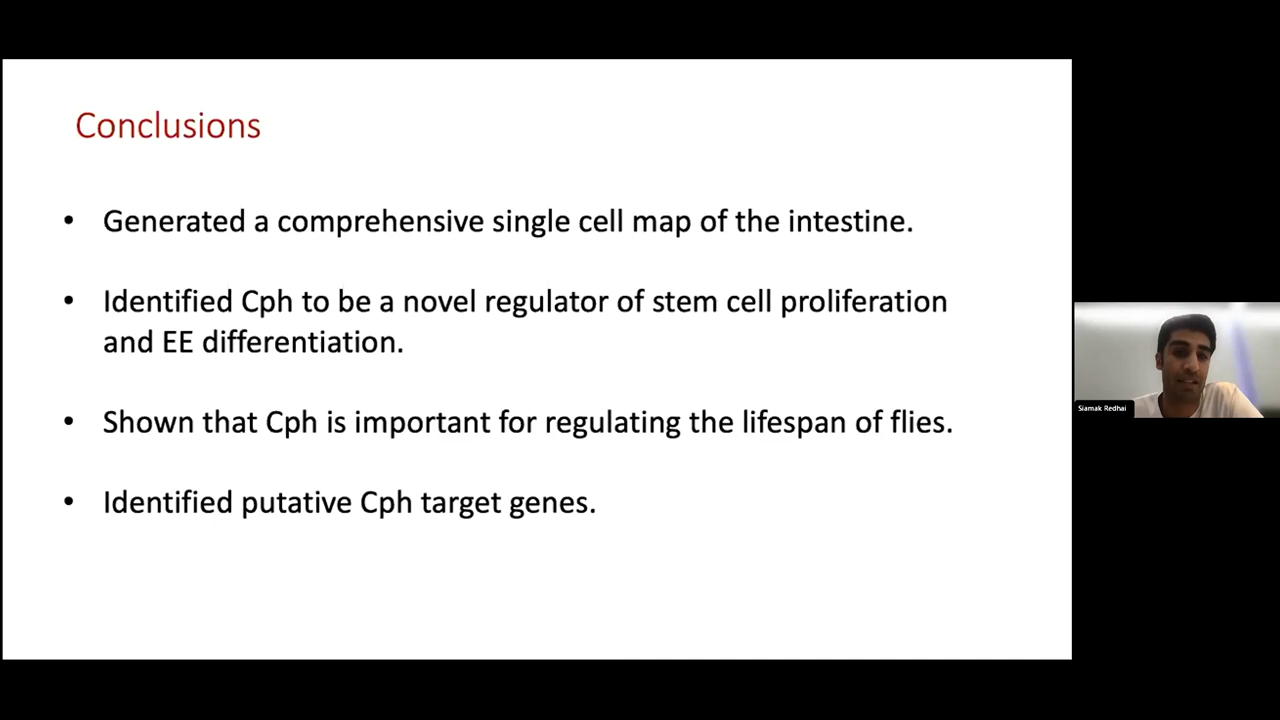 Conclusions
• Generated a comprehensive single cell map of the intestine.
• Identified Cph to be a novel regulator of stem cell proliferation
and EE differentiation.
• Shown that Cph is important for regulating the lifespan of flies.
• Identified putative Cph target genes.
Siamak Redhai